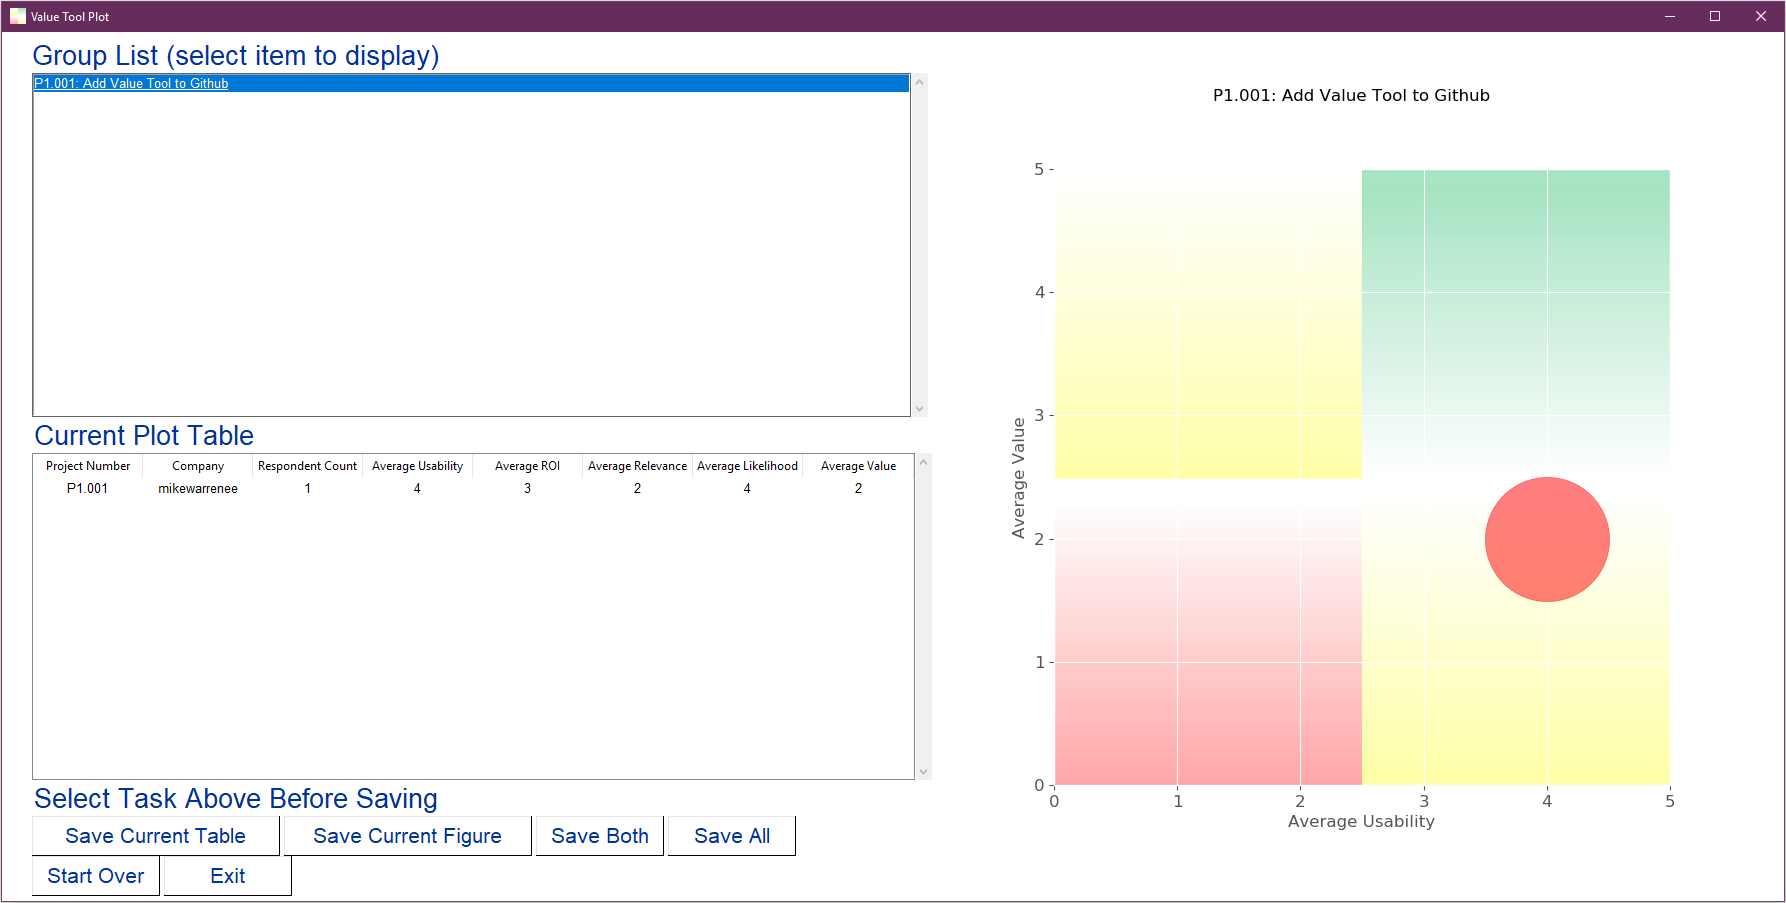 Value Tool Plot
Group List (select item to display)
P1.001: Add Value Tool to Github
Current Plot Table
Project Number Company Respondent Count Average Usability Average ROI Average Relevance Average Likelihood Average Value
P1.001 mikewarrenee 1 4 3 2 4 2
Select Task Above Before Saving
Save Current Table Save Current Figure Save Both Save All
Start Over Exit
P1.001: Add Value Tool to Github
Average Value
5
4
3
2
1
0
0 1 2 3 4 5
Average Usability